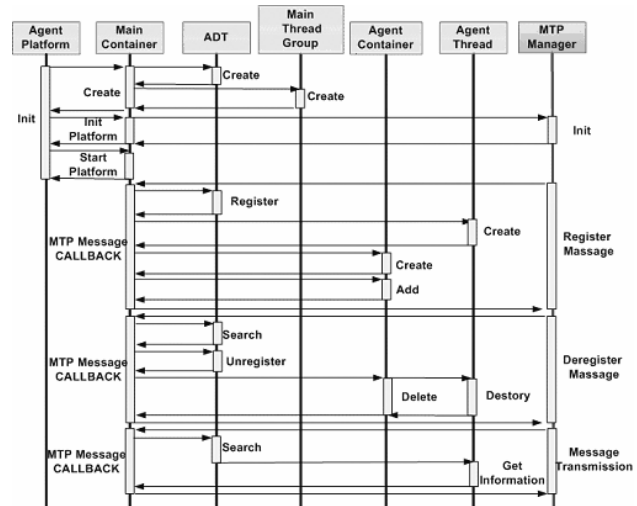 Agent
Platform
Main
Container
ADT
Main
Thread
Group
Agent
Container
Agent
Thread
MTP
Manager
Create
Create
Create
Init
Init
Platform
Init
Start
Platform
Register
MTP Message
CALLBACK
Create
Register
Massage
Create
Add
Search
MTP Message
CALLBACK
Unregister
Deregister
Massage
Delete
Destory
Search
MTP Message
CALLBACK
Message
Transmission
Get
Information